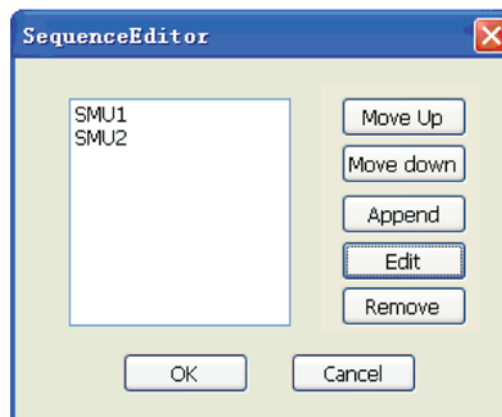 SequenceEditor
SMU1
SMU2
Move Up
Move down
Append
Edit
Remove
OK
Cancel